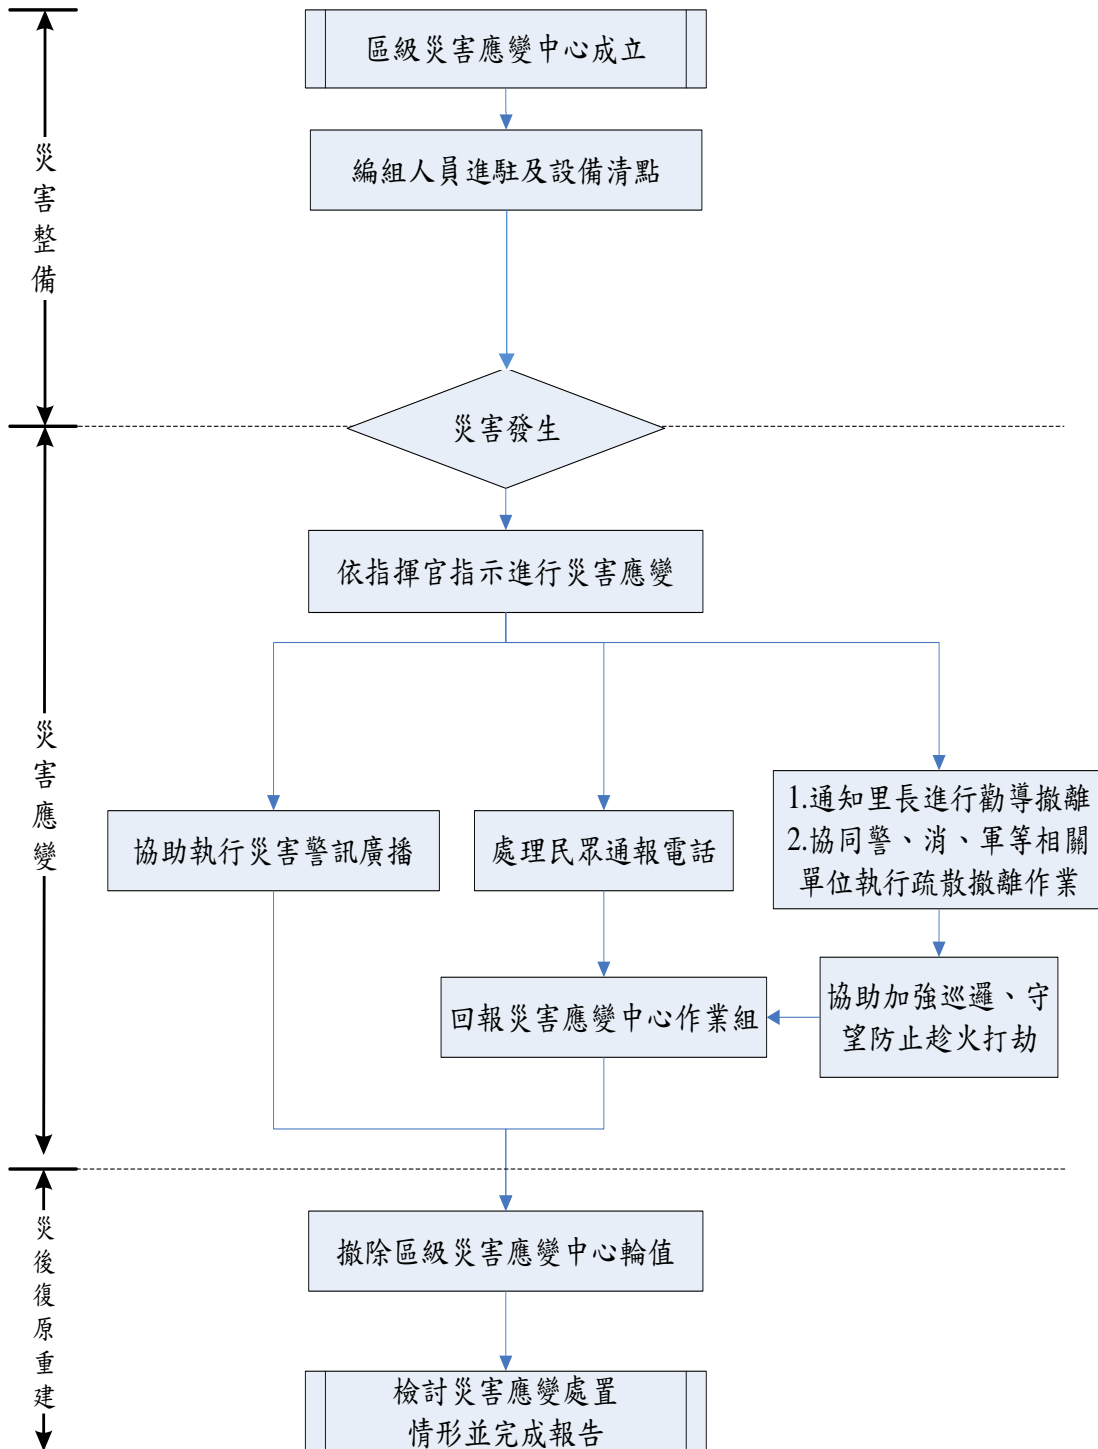 區級災害應變中心成立
編組人員進駐及設備清點
災害整備
災害發生
依指揮官指示進行災害應變
災害應變
協助執行災害警訊廣播
處理民眾通報電話
1.通知里長進行勸導撤離
2.協同警、消、軍等相關
單位執行疏散撤離作業
回報災害應變中心作業組
協助加強巡邏、守
望防止趁火打劫
災後復原重建
撤除區級災害應變中心輪值
檢討災害應變處置
情形並完成報告